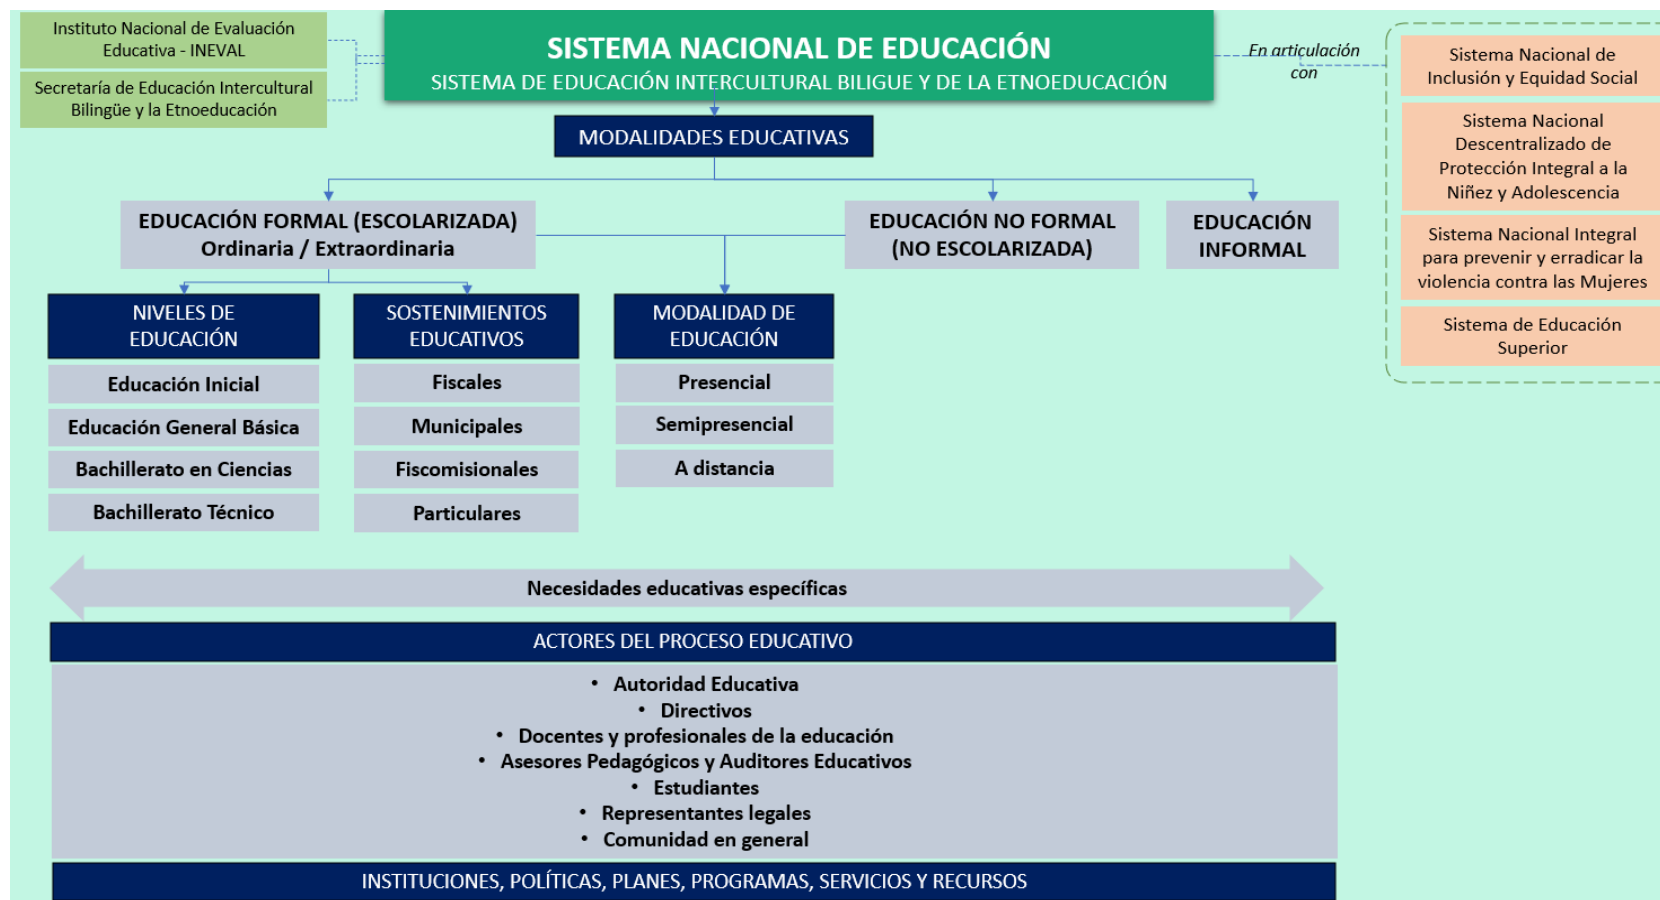 Instituto Nacional de Evaluación
Educativa - INEVAL
Secretaría de Educación Intercultural
Bilingüe y la Etnoeducación
SISTEMA NACIONAL DE EDUCACIÓN
SISTEMA DE EDUCACIÓN INTERCULTURAL BILIGUE Y DE LA ETNOEDUCACIÓN
En articulación
con
Sistema Nacional de
Inclusión y Equidad Social
Sistema Nacional
Descentralizado de
Protección Integral a la
Niñez y Adolescencia
Sistema Nacional Integral
para prevenir y erradicar la
violencia contra las Mujeres
Sistema de Educación
Superior
MODALIDADES EDUCATIVAS
EDUCACIÓN FORMAL (ESCOLARIZADA)
Ordinaria / Extraordinaria
EDUCACIÓN NO FORMAL
(NO ESCOLARIZADA)
EDUCACIÓN
INFORMAL
NIVELES DE
EDUCACIÓN
Educación Inicial
Educación General Básica
Bachillerato en Ciencias
Bachillerato Técnico
SOSTENIMIENTOS
EDUCATIVOS
Fiscales
Municipales
Fiscomisionales
Particulares
MODALIDAD DE
EDUCACIÓN
Presencial
Semipresencial
A distancia
Necesidades educativas específicas
ACTORES DEL PROCESO EDUCATIVO
• Autoridad Educativa
• Directivos
• Docentes y profesionales de la educación
• Asesores Pedagógicos y Auditores Educativos
• Estudiantes
• Representantes legales
• Comunidad en general
INSTITUCIONES, POLÍTICAS, PLANES, PROGRAMAS, SERVICIOS Y RECURSOS